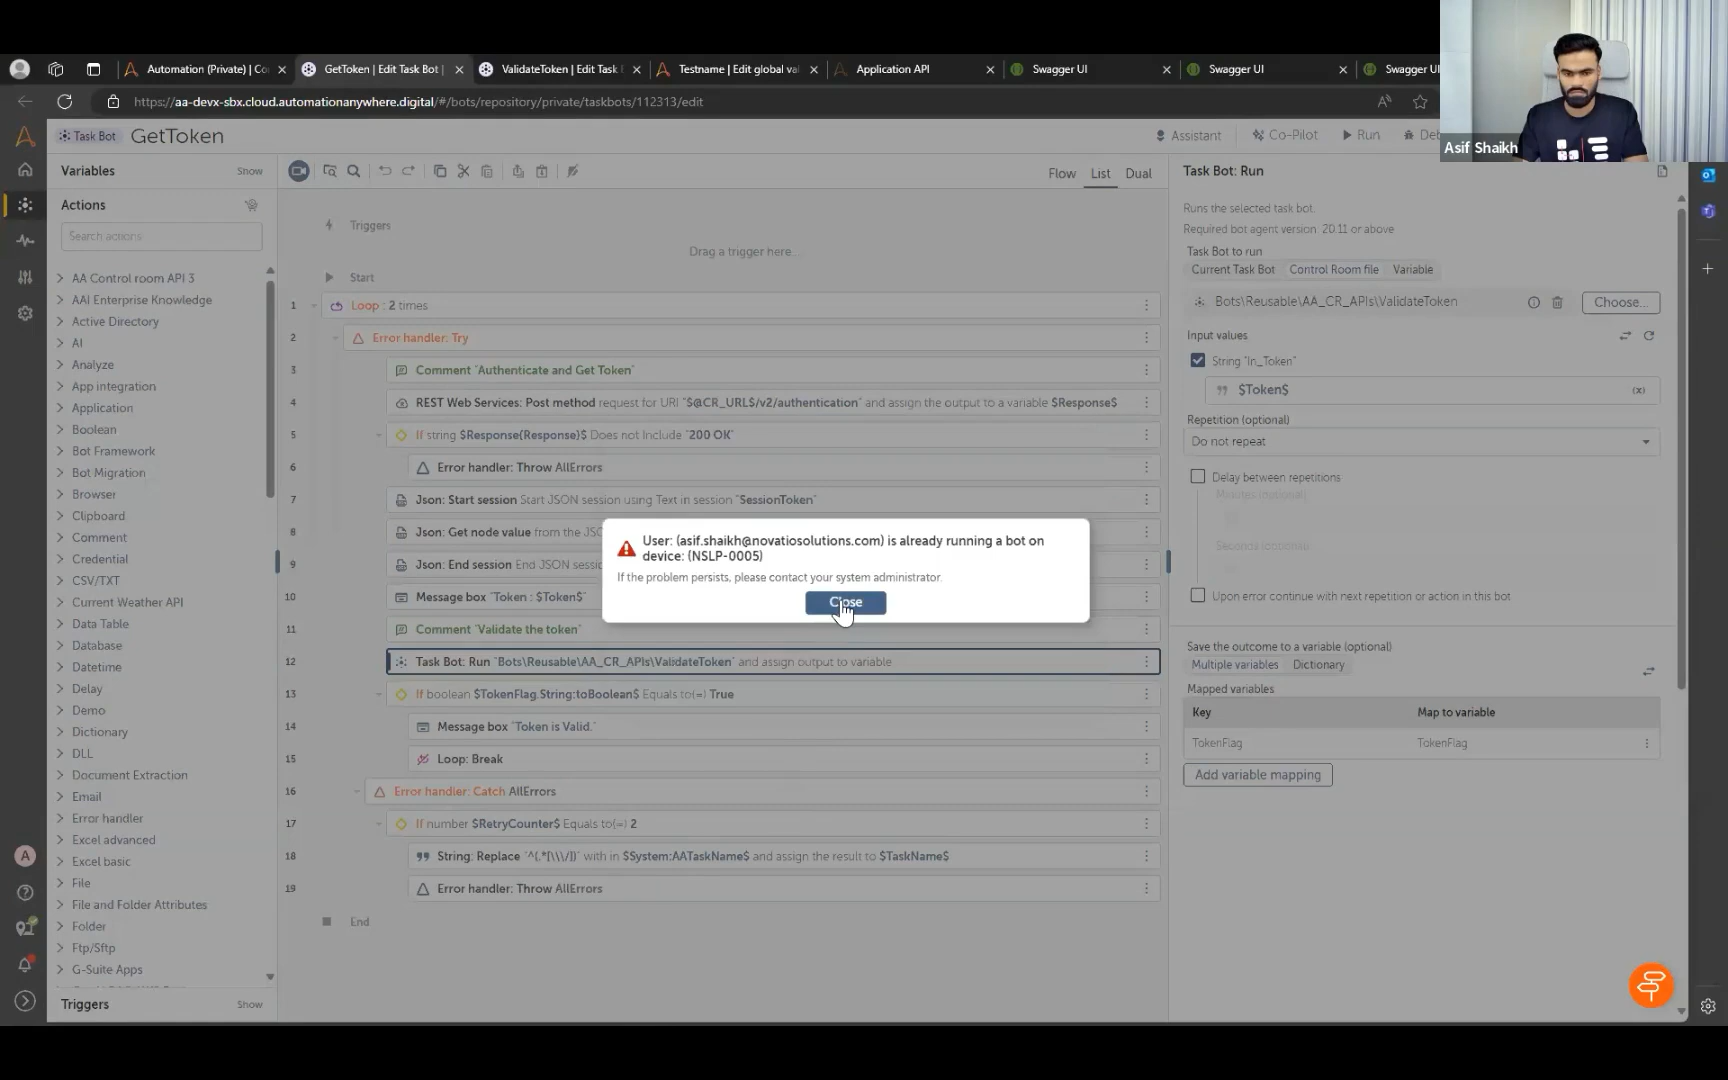 Automation (Private) | Co
GetToken | Edit Task Bot |
ValidateToken | Edit Task
Testname | Edit global va
Application API
Swagger UI
Swagger UI
Swagger UI
https://aa-devx-sbx.cloud.automationanywhere.digital/#/bots/repository/private/taskbots/112313/edit
Asif Shaikh
Task Bot
GetToken
Assistant
Co-Pilot
Run
Deb
Variables
Show
Actions
Search actions
AA Control room API 3
AAI Enterprise Knowledge
Active Directory
AI
Analyze
App integration
Application
Boolean
Bot Framework
Bot Migration
Browser
Clipboard
Comment
Credential
CSV/TXT
Current Weather API
Data Table
Database
Datetime
Delay
Demo
Dictionary
DLL
Document Extraction
Email
Error handler
Excel advanced
Excel basic
File
File and Folder Attributes
Folder
Ftp/Sftp
G-Suite Apps
Triggers
Show
A
Flow
List
Dual
Triggers
Drag a trigger here...
Start
1 Loop : 2 times
2 Error handler: Try
3 Comment "Authenticate and Get Token"
4 REST Web Services: Post method request for URI "$@CR_URL$/v2/authentication" and assign the output to a variable $Response$
5 If string $Response{Response}$ Does not Include "200 OK"
6 Error handler: Throw AllErrors
7 Json: Start session Start JSON session using Text in session "SessionToken"
8 Json: Get node value from the JSO
9 Json: End session End JSON sessio
10 Message box "Token : $Token$"
11 Comment "Validate the token"
12 Task Bot: Run "Bots\Reusable\AA_CR_APIs\ValidateToken" and assign output to variable
13 If boolean $TokenFlag.String:toBoolean$ Equals to(=) True
14 Message box "Token is Valid."
15 Loop: Break
16 Error handler: Catch AllErrors
17 If number $RetryCounter$ Equals to(=) 2
18 String: Replace "^(.*[\\\/])" with in $System:AATaskName$ and assign the result to $TaskName$
19 Error handler: Throw AllErrors
End
User: (asif.shaikh@novatiosolutions.com) is already running a bot on
device: (NSLP-0005)
If the problem persists, please contact your system administrator.
Close
Task Bot: Run
Runs the selected task bot.
Required bot agent version: 20.11 or above
Task Bot to run
Current Task Bot
Control Room file
Variable
Bots\Reusable\AA_CR_APIs\ValidateToken
Choose...
Input values
String "In_Token"
$Token$
(x)
Repetition (optional)
Do not repeat
Delay between repetitions
Minutes (optional)
Seconds (optional)
Upon error continue with next repetition or action in this bot
Save the outcome to a variable (optional)
Multiple variables
Dictionary
Mapped variables
Key
Map to variable
TokenFlag
TokenFlag
Add variable mapping